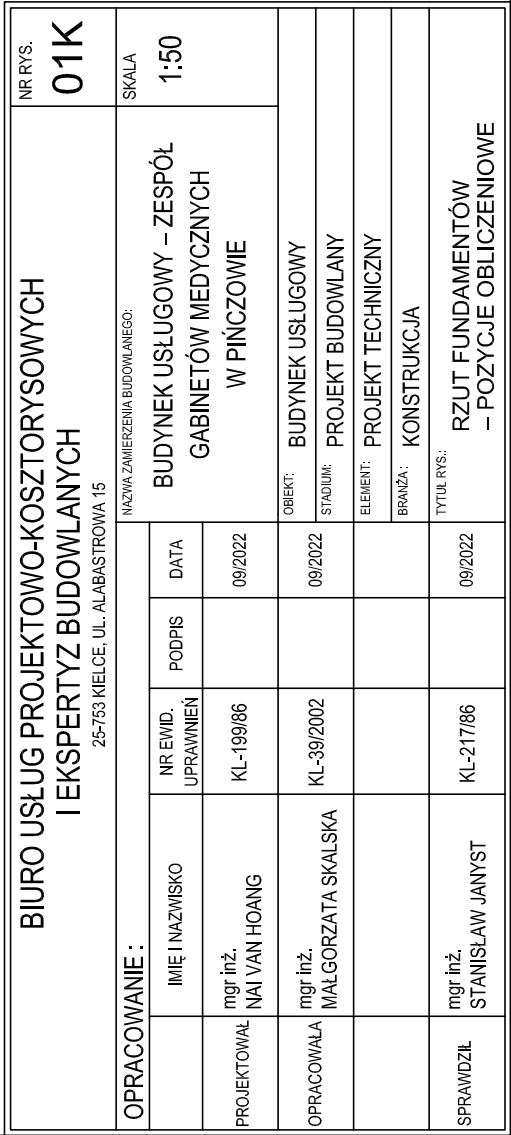 BIURO USŁUG PROJEKTOWO-KOSZTORYSOWYCH
I EKSPERTYZ BUDOWLANYCH
25-753 KIELCE, UL. ALABASTROWA 15
NR RYS.
01K
OPRACOWANIE :
IMIĘ I NAZWISKO
NR EWID.
UPRAWNIEŃ
PODPIS
DATA
PROJEKTOWAŁ
mgr inż.
NAI VAN HOANG
KL-199/86
09/2022
OPRACOWAŁA
mgr inż.
MAŁGORZATA SKALSKA
KL-39/2002
09/2022
SPRAWDZIŁ
mgr inż.
STANISŁAW JANYST
KL-217/86
09/2022
NAZWA ZAMIERZENIA BUDOWLANEGO:
BUDYNEK USŁUGOWY – ZESPÓŁ
GABINETÓW MEDYCZNYCH
W PIŃCZOWIE
SKALA
1:50
OBIEKT: BUDYNEK USŁUGOWY
STADIUM: PROJEKT BUDOWLANY
ELEMENT: PROJEKT TECHNICZNY
BRANŻA: KONSTRUKCJA
TYTUŁ RYS.:
RZUT FUNDAMENTÓW
– POZYCJE OBLICZENIOWE